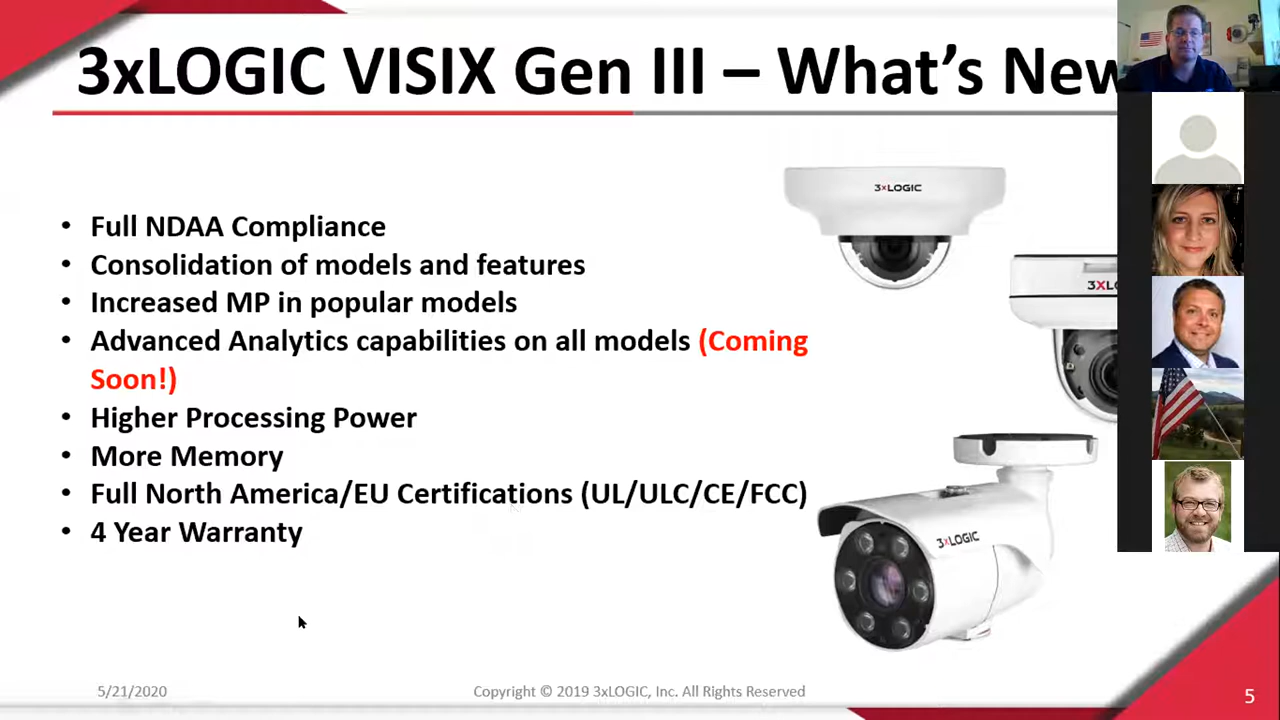 3xLOGIC VISIX Gen III – What's New
• Full NDAA Compliance
• Consolidation of models and features
• Increased MP in popular models
• Advanced Analytics capabilities on all models (Coming
Soon!)
• Higher Processing Power
• More Memory
• Full North America/EU Certifications (UL/ULC/CE/FCC)
• 4 Year Warranty
3xLOGIC
3xLO
3xLOGIC
5/21/2020
Copyright © 2019 3xLOGIC, Inc. All Rights Reserved
5